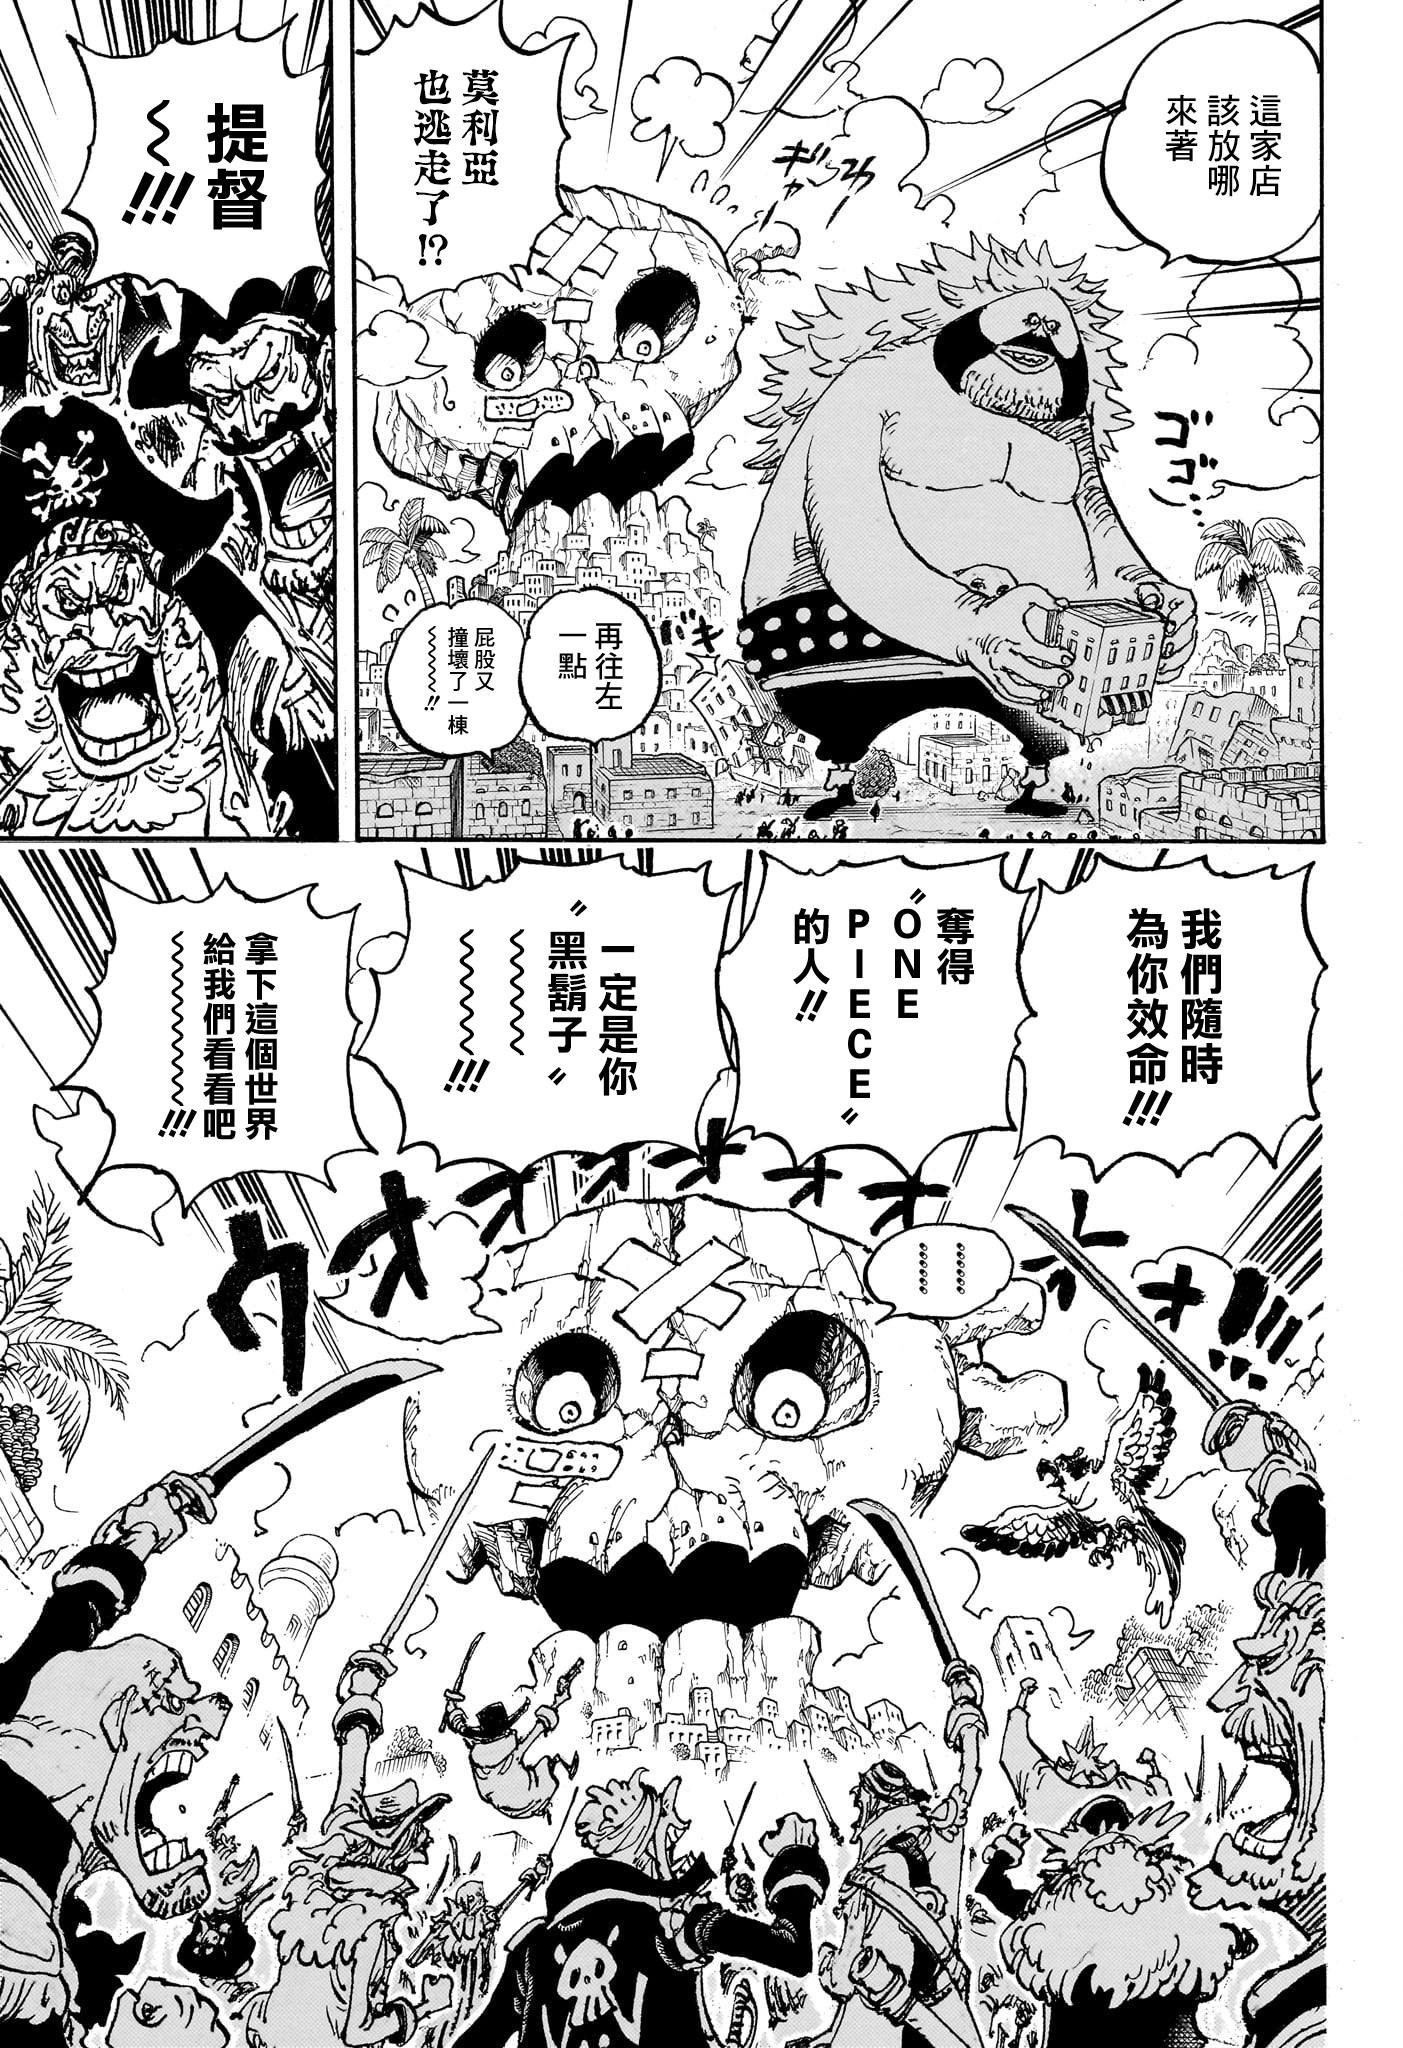 這家店
該放哪
來著
ゴゴゴ…
ギャアア
莫利亞
也逃走了!?
再往左
一點
屁股又
撞壞了一棟
〜〜〜!!
バキ
提督
〜〜!!!
我們隨時
為你效命!!!
奪得
〝ONE
PIECE〟
的人!!
一定是你
〝黑鬍子〟
〜〜〜
〜〜〜!!!
拿下這個世界
給我們看看吧
〜〜〜!!!
ウオオオオオオオ!!!